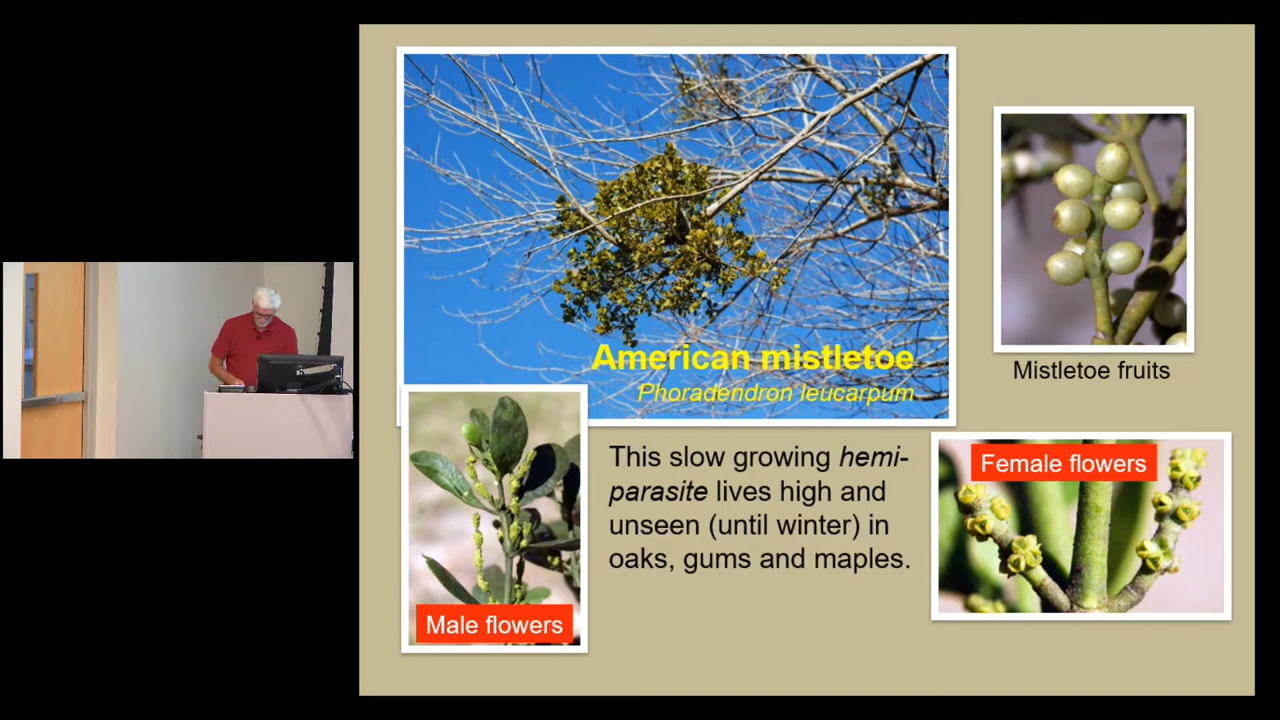 American mistletoe
Phoradendron leucarpum
Mistletoe fruits
This slow growing hemi-
parasite lives high and
unseen (until winter) in
oaks, gums and maples.
Female flowers
Male flowers